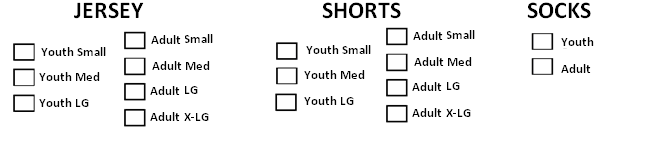 JERSEY
Youth Small
Youth Med
Youth LG
Adult Small
Adult Med
Adult LG
Adult X-LG
SHORTS
Youth Small
Youth Med
Youth LG
Adult Small
Adult Med
Adult LG
Adult X-LG
SOCKS
Youth
Adult